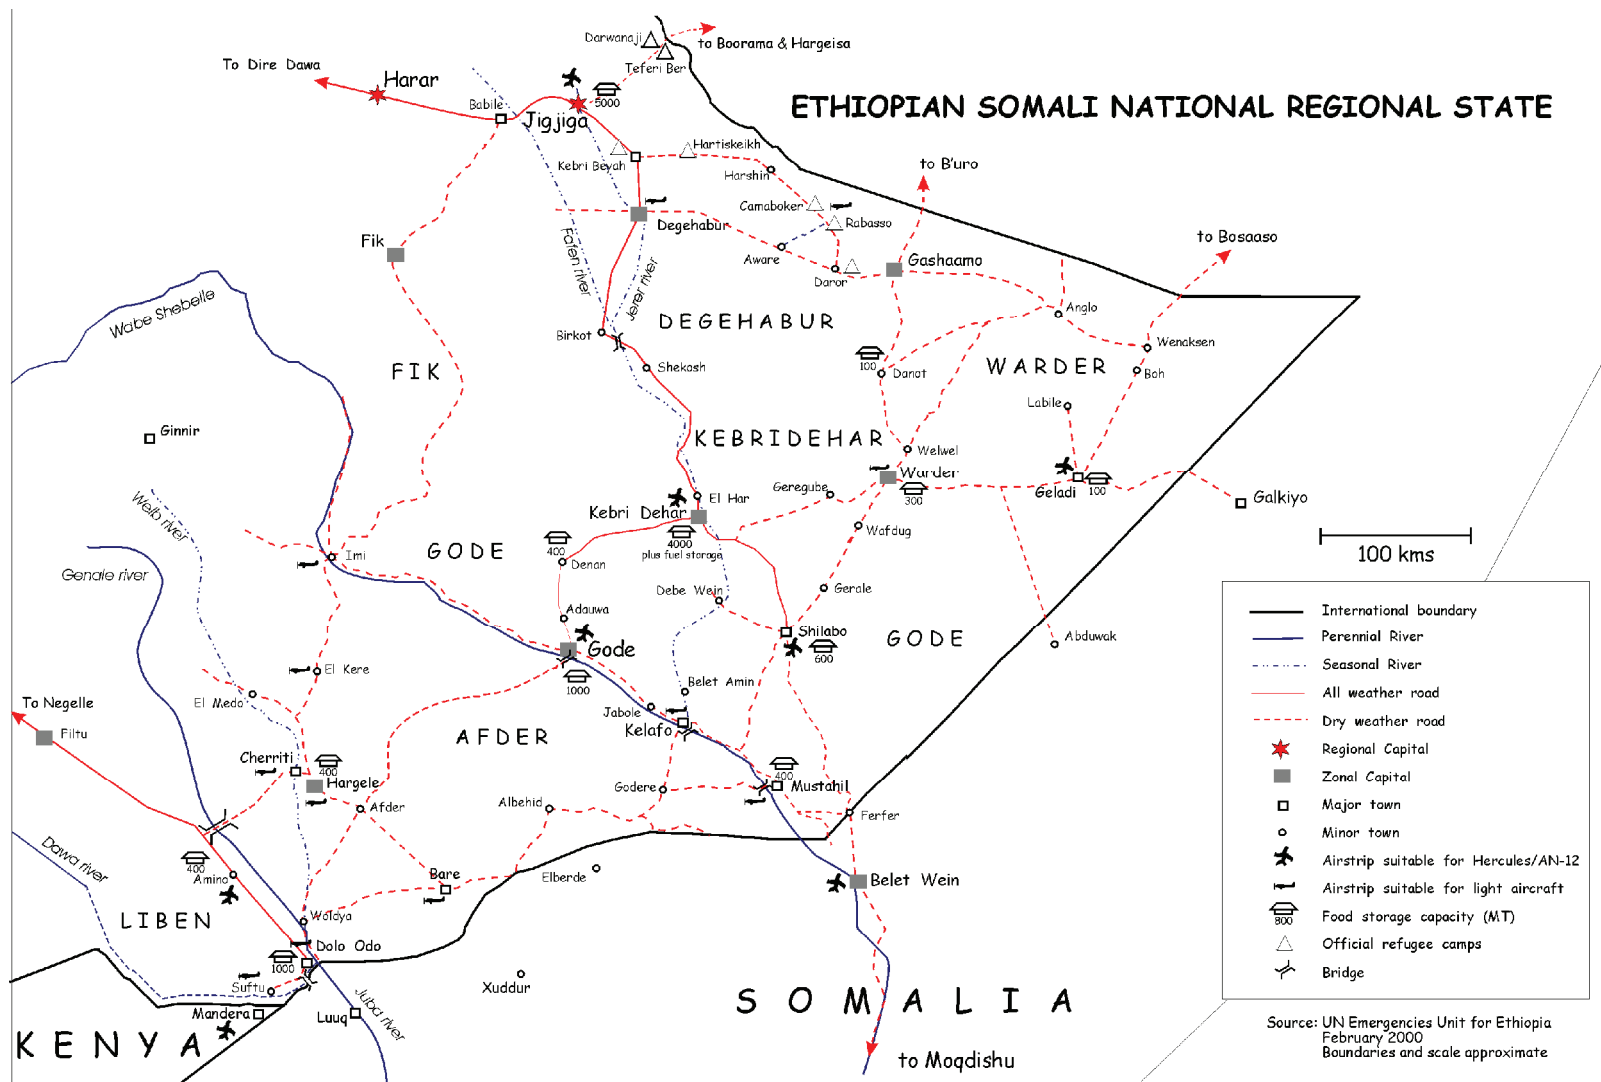 ETHIOPIAN SOMALI NATIONAL REGIONAL STATE
Darwanaji
to Boorama & Hargeisa
Teferi Ber
To Dire Dawa
Harar
Babile
5000
Jigjiga
Kebri Beyah
Hartiskeikh
Harshin
to B'uro
Camaboker
Rabasso
Degehabur
Fik
Aware
Gashaamo
Daror
to Bosaaso
Fafen river
Jerer river
Wabe Shebelle
DEGEHABUR
Anglo
Birkot
Wenaksen
Shekosh
100
Danot
WARDER
Boh
FIK
Labile
Ginnir
KEBRIDEHAR
Welwel
Warder
Geregube
300
Geladi
100
Galkiyo
El Har
Kebri Dehar
4000
plus fuel storage
Welb river
Wafdug
100 kms
GODE
400
Denan
Imi
Genale river
Debe Wein
Gerale
Adauwa
Shilabo
600
GODE
Abduwak
Gode
1000
El Kere
El Medo
Belet Amin
Jabole
Kelafo
To Negelle
Filtu
AFDER
Cherriti
400
Hargele
Afder
Albehid
Godere
400
Mustahil
Ferfer
Dawa river
400
Amino
Bare
Elberde
Belet Wein
LIBEN
Woldya
Dolo Odo
1000
Suftu
Xuddur
Mandera
Luuq
Juba river
KENYA
SOMALIA
to Moqdishu
International boundary
Perennial River
Seasonal River
All weather road
Dry weather road
Regional Capital
Zonal Capital
Major town
Minor town
Airstrip suitable for Hercules/AN-12
Airstrip suitable for light aircraft
800
Food storage capacity (MT)
Official refugee camps
Bridge
Source: UN Emergencies Unit for Ethiopia
February 2000
Boundaries and scale approximate